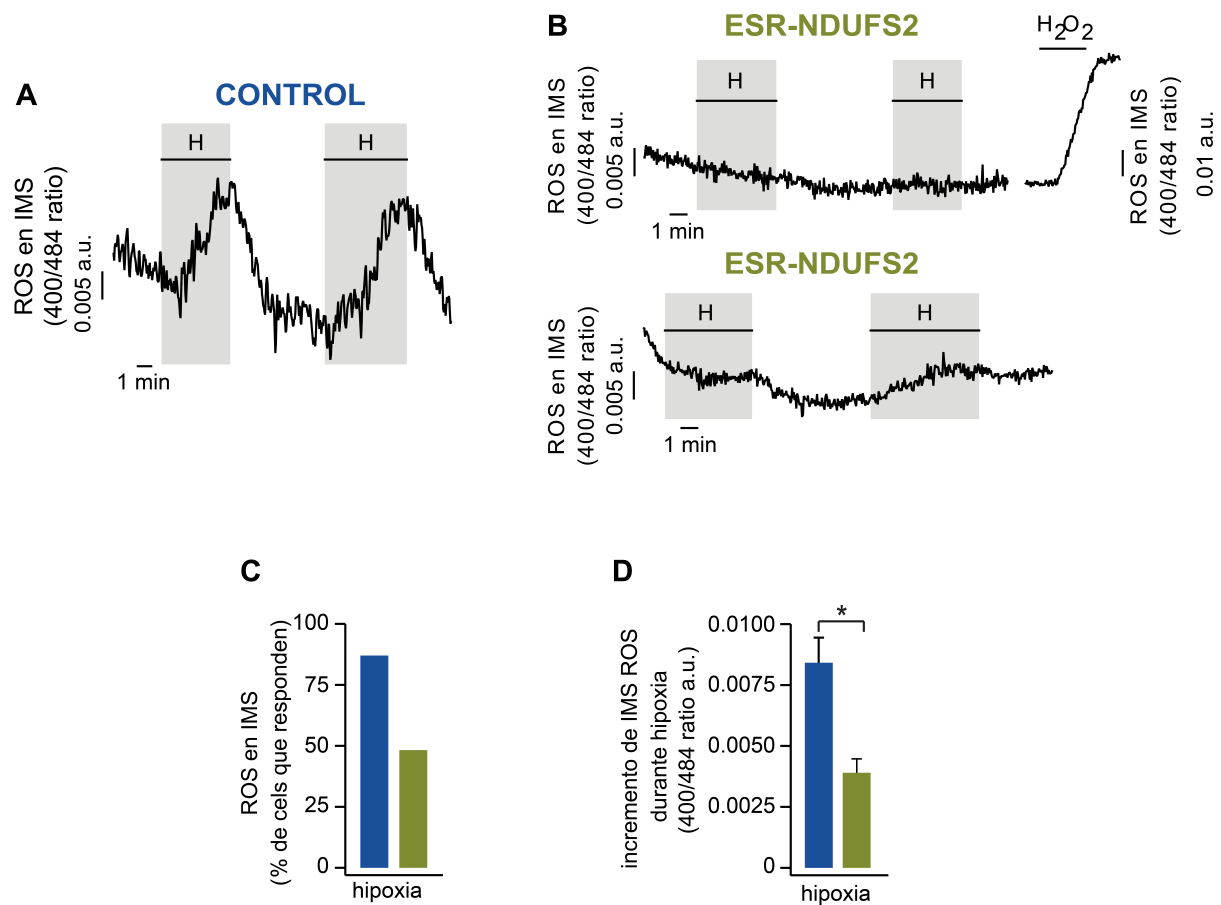 A
CONTROL
H
H
ROS en IMS
(400/484 ratio)
0.005 a.u.
1 min
B
ESR-NDUFS2
H
H
H2O2
ROS en IMS
(400/484 ratio)
0.005 a.u.
1 min
ROS en IMS
(400/484 ratio)
0.01 a.u.
ESR-NDUFS2
H
H
ROS en IMS
(400/484 ratio)
0.005 a.u.
1 min
C
ROS en IMS
(% de cels que responden)
100
75
50
25
0
hipoxia
D
incremento de IMS ROS
durante hipoxia
(400/484 ratio a.u.)
0.0100
0.0075
0.0050
0.0025
0
*
hipoxia